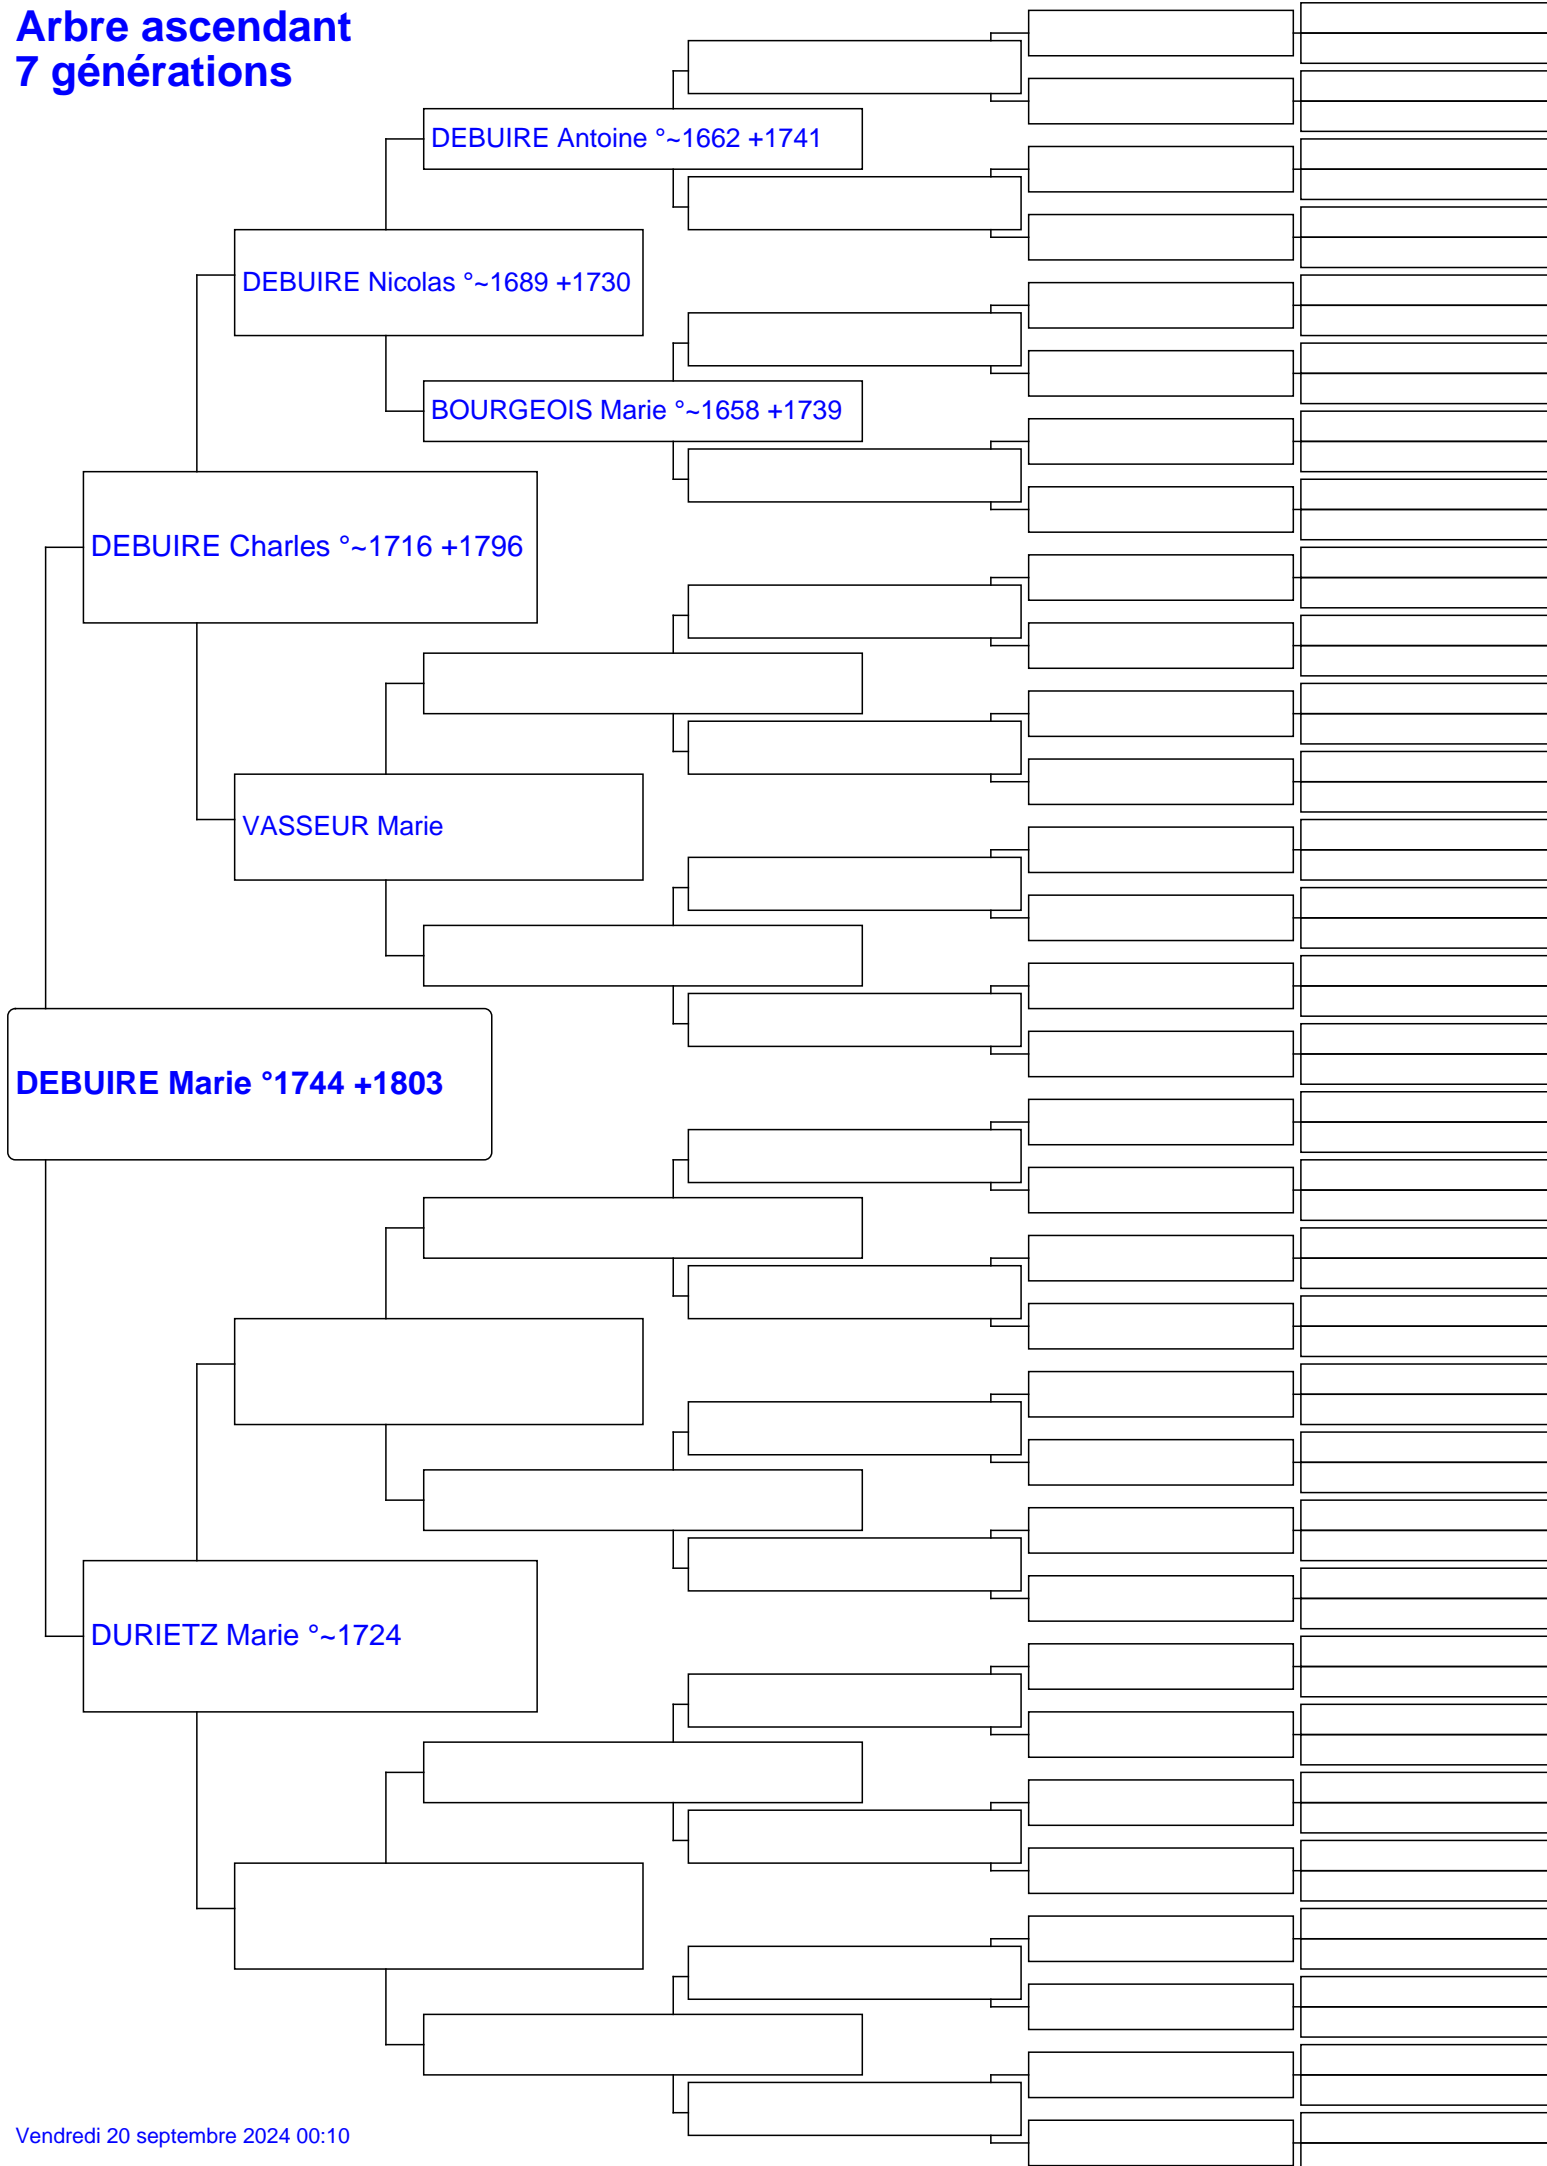 Arbre ascendant
7 générations
DEBUIRE Antoine °~1662 +1741
DEBUIRE Nicolas °~1689 +1730
BOURGEOIS Marie °~1658 +1739
DEBUIRE Charles °~1716 +1796
VASSEUR Marie
DEBUIRE Marie °1744 +1803
DURIETZ Marie °~1724
Vendredi 20 septembre 2024 00:10